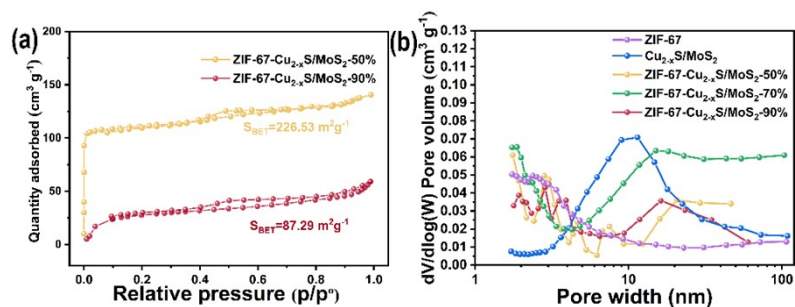 (a)
Quantity adsorbed (cm³ g⁻¹)
200
150
100
50
0
ZIF-67-Cu₂₋ₓS/MoS₂-50%
ZIF-67-Cu₂₋ₓS/MoS₂-90%
S_BET=226.53 m²g⁻¹
S_BET=87.29 m²g⁻¹
0.0 0.2 0.4 0.6 0.8 1.0
Relative pressure (p/pº)
(b)
dV/dlog(W) Pore volume (cm³ g⁻¹)
0.13
0.12
0.11
0.10
0.09
0.08
0.07
0.06
0.05
0.04
0.03
0.02
0.01
0.00
ZIF-67
Cu₂₋ₓS/MoS₂
ZIF-67-Cu₂₋ₓS/MoS₂-50%
ZIF-67-Cu₂₋ₓS/MoS₂-70%
ZIF-67-Cu₂₋ₓS/MoS₂-90%
1 10 100
Pore width (nm)